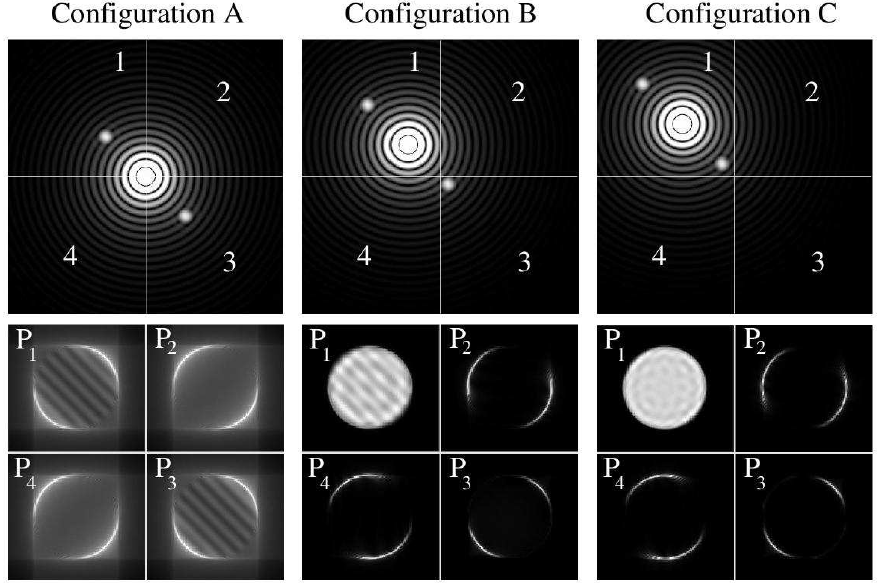 Configuration A Configuration B Configuration C
1 1 1
2 2 2
4 3 4 3 4 3
P1 P2 P1 P2 P1 P2
P4 P3 P4 P3 P4 P3